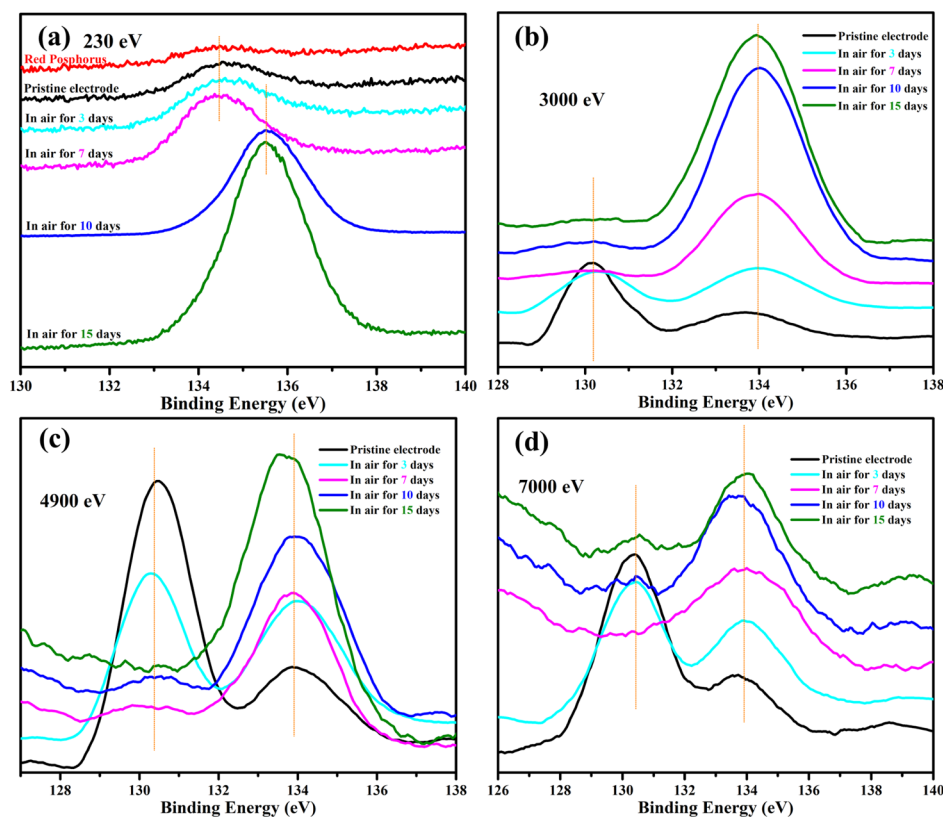 (a) 230 eV
Red Posphorus
Pristine electrode
In air for 3 days
In air for 7 days
In air for 10 days
In air for 15 days
130 132 134 136 138 140
Binding Energy (eV)
(b)
3000 eV
Pristine electrode
In air for 3 days
In air for 7 days
In air for 10 days
In air for 15 days
128 130 132 134 136 138
Binding Energy (eV)
(c)
4900 eV
Pristine electrode
In air for 3 days
In air for 7 days
In air for 10 days
In air for 15 days
128 130 132 134 136 138
Binding Energy (eV)
(d)
7000 eV
Pristine electrode
In air for 3 days
In air for 7 days
In air for 10 days
In air for 15 days
126 128 130 132 134 136 138 140
Binding Energy (eV)